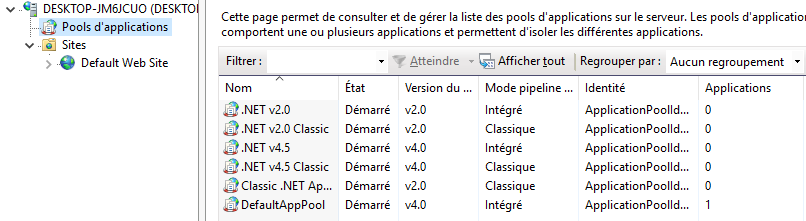 DESKTOP-JM6JCUO (DESKTO
Pools d'applications
Sites
Default Web Site
Cette page permet de consulter et de gérer la liste des pools d'applications sur le serveur. Les pools d'application
comportent une ou plusieurs applications et permettent d'isoler les différentes applications.
Filtrer : Atteindre Afficher tout Regrouper par : Aucun regroupement
Nom État Version du ... Mode pipeline ... Identité Applications
.NET v2.0 Démarré v2.0 Intégré ApplicationPoolId... 0
.NET v2.0 Classic Démarré v2.0 Classique ApplicationPoolId... 0
.NET v4.5 Démarré v4.0 Intégré ApplicationPoolId... 0
.NET v4.5 Classic Démarré v4.0 Classique ApplicationPoolId... 0
Classic .NET Ap... Démarré v2.0 Classique ApplicationPoolId... 0
DefaultAppPool Démarré v4.0 Intégré ApplicationPoolId... 1